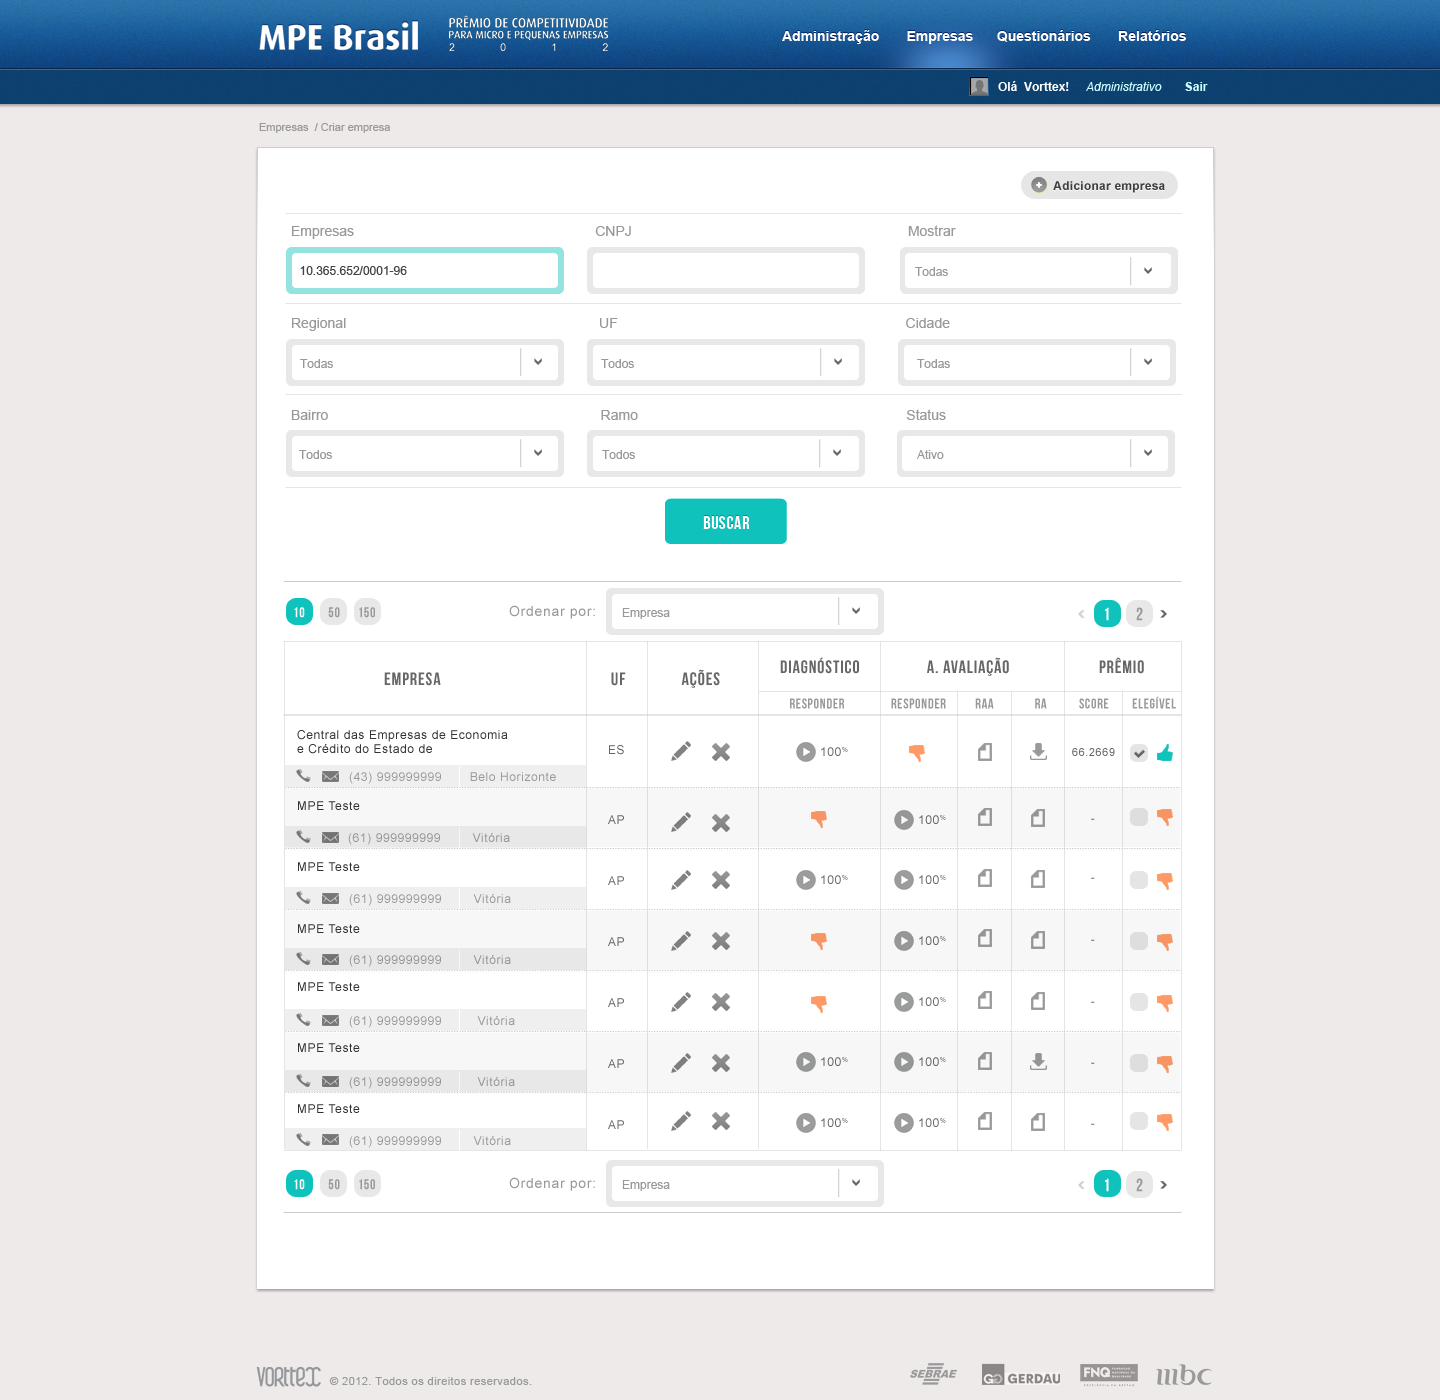 MPE Brasil
PRÊMIO DE COMPETITIVIDADE
PARA MICRO E PEQUENAS EMPRESAS
2 0 1 2
Administração Empresas Questionários Relatórios
Olá Vorttex! Administrativo Sair
Empresas / Criar empresa
Adicionar empresa
Empresas CNPJ Mostrar
10.365.652/0001-96 Todas
Regional UF Cidade
Todas Todos Todas
Bairro Ramo Status
Todos Todos Ativo
BUSCAR
10 50 150 Ordenar por: Empresa 1 2
EMPRESA UF AÇÕES DIAGNÓSTICO A. AVALIAÇÃO PRÊMIO
RESPONDER RESPONDER RAA RA SCORE ELEGÍVEL
Central das Empresas de Economia
e Crédito do Estado de
ES 100% 66.2669
(43) 999999999 Belo Horizonte
MPE Teste
AP 100% -
(61) 999999999 Vitória
MPE Teste
AP 100% 100% -
(61) 999999999 Vitória
MPE Teste
AP 100% -
(61) 999999999 Vitória
MPE Teste
AP 100% -
(61) 999999999 Vitória
MPE Teste
AP 100% 100% -
(61) 999999999 Vitória
MPE Teste
AP 100% 100% -
(61) 999999999 Vitória
10 50 150 Ordenar por: Empresa 1 2
VORTTEX © 2012. Todos os direitos reservados.
SEBRAE GERDAU FNQ mbc